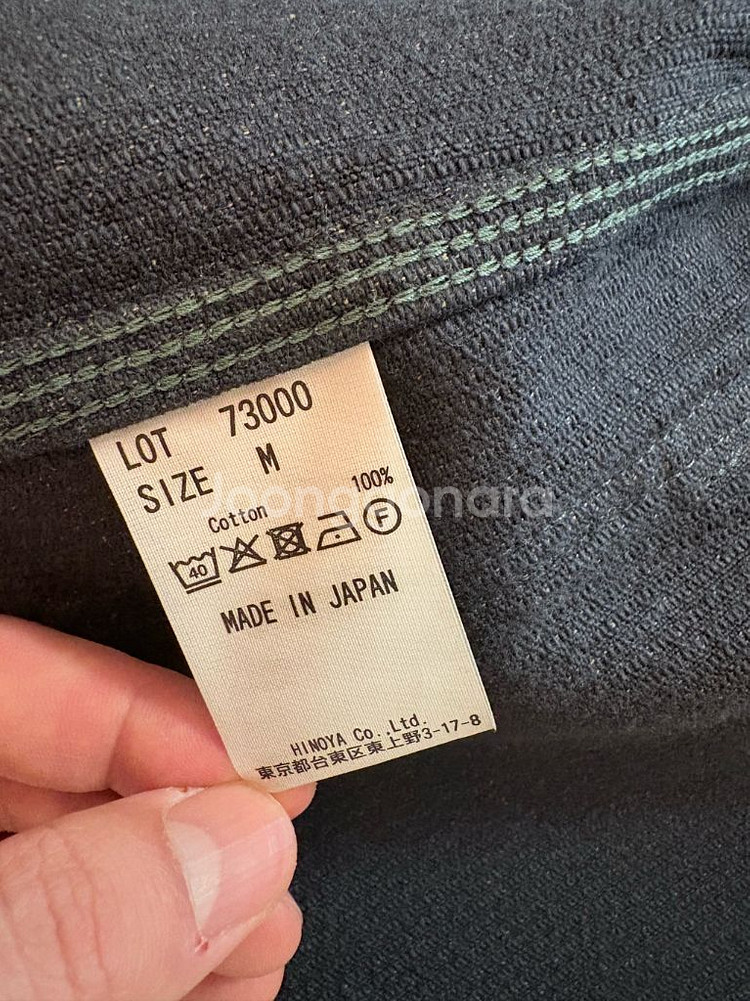 LOT 73000
SIZE M
Cotton 100%
40 F
MADE IN JAPAN
HINOYA Co.,Ltd.
東京都台東区東上野3-17-8
Joongonara